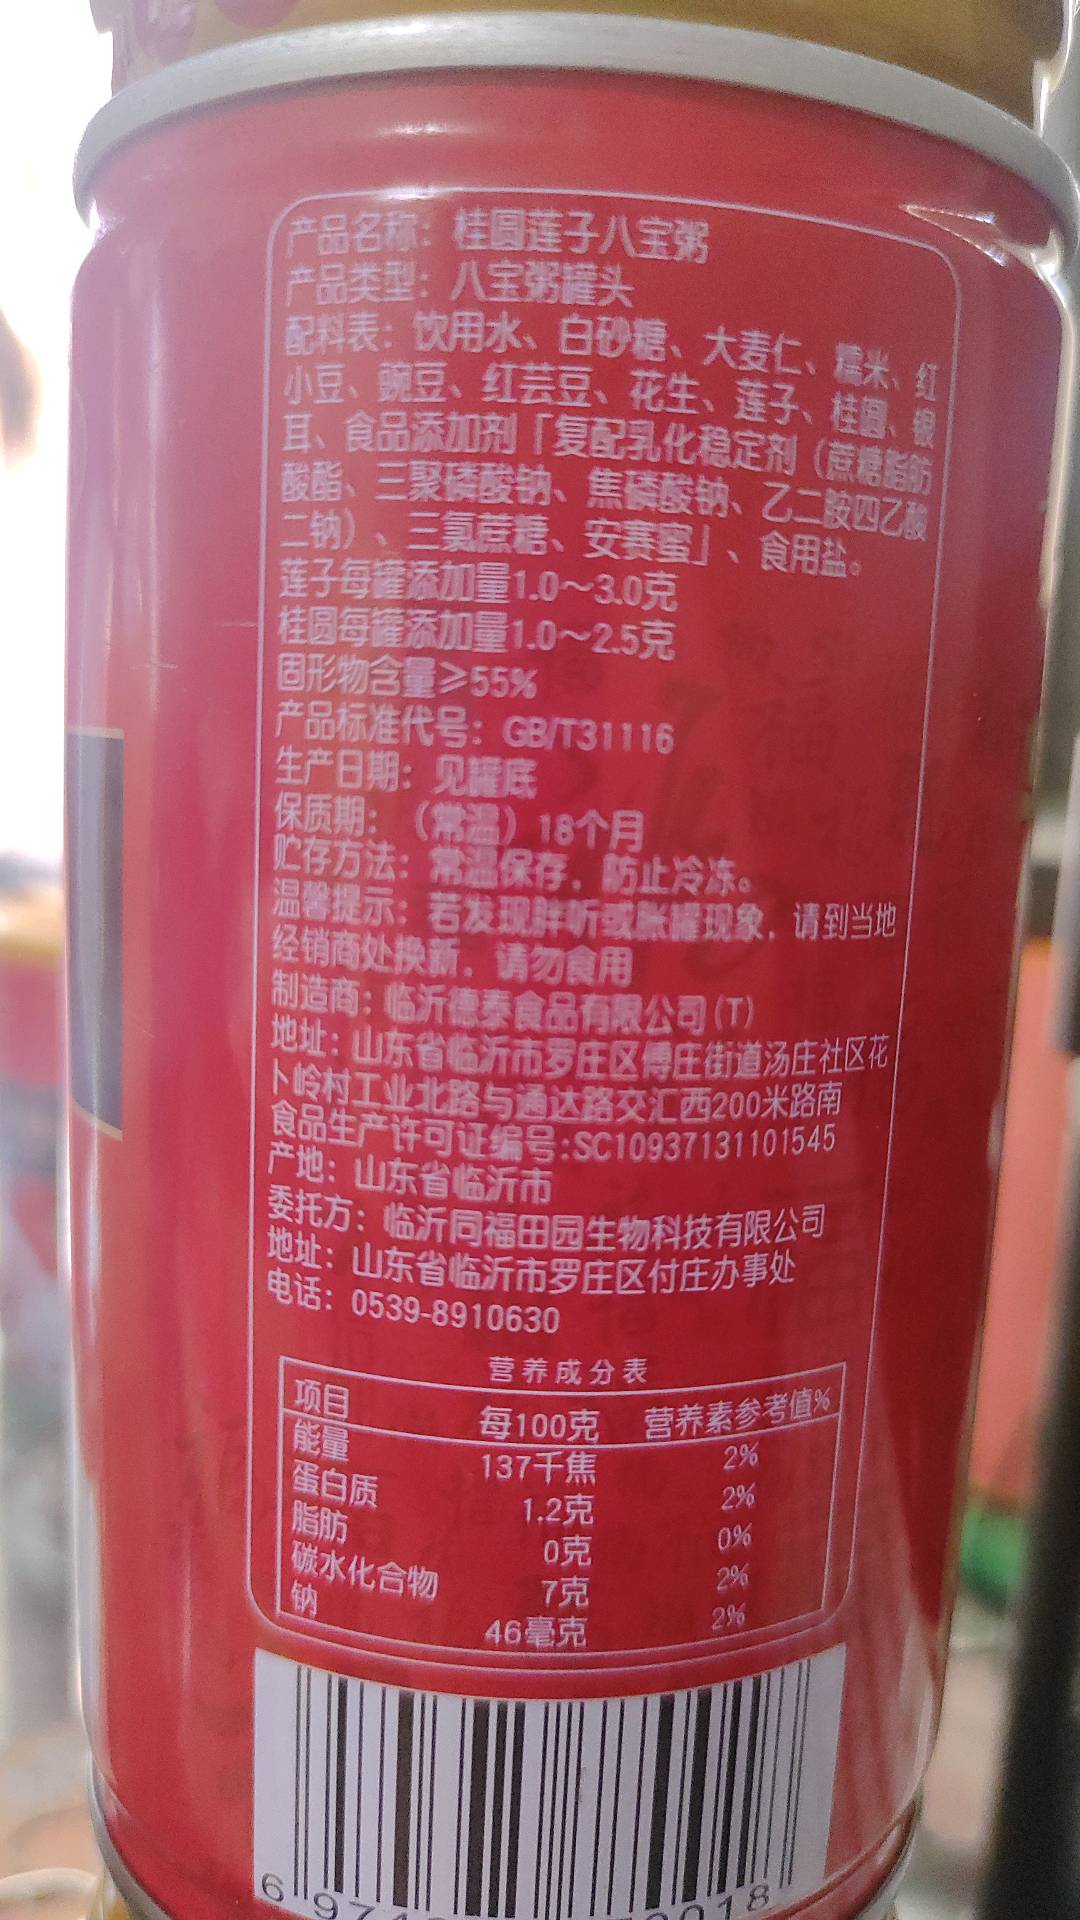 产品名称：桂圆莲子八宝粥
产品类型：八宝粥罐头
配料表：饮用水、白砂糖、大麦仁、糯米、红
小豆、豌豆、红芸豆、花生、莲子、桂圆、银
耳、食品添加剂「复配乳化稳定剂（蔗糖脂肪
酸酯、三聚磷酸钠、焦磷酸钠、乙二胺四乙酸
二钠）、三氯蔗糖、安赛蜜」、食用盐。
莲子每罐添加量1.0～3.0克
桂圆每罐添加量1.0～2.5克
固形物含量≥55%
产品标准代号：GB/T31116
生产日期：见罐底
保质期：（常温）18个月
贮存方法：常温保存，防止冷冻。
温馨提示：若发现胖听或胀罐现象，请到当地
经销商处换新，请勿食用
制造商：临沂德泰食品有限公司(T)
地址：山东省临沂市罗庄区傅庄街道汤庄社区花
卜岭村工业北路与通达路交汇西200米路南
食品生产许可证编号:SC10937131101545
产地：山东省临沂市
委托方：临沂同福田园生物科技有限公司
地址：山东省临沂市罗庄区付庄办事处
电话：0539-8910630
营养成分表
项目 每100克 营养素参考值%
能量 137千焦 2%
蛋白质 1.2克 2%
脂肪 0克 0%
碳水化合物 7克 2%
钠 46毫克 2%